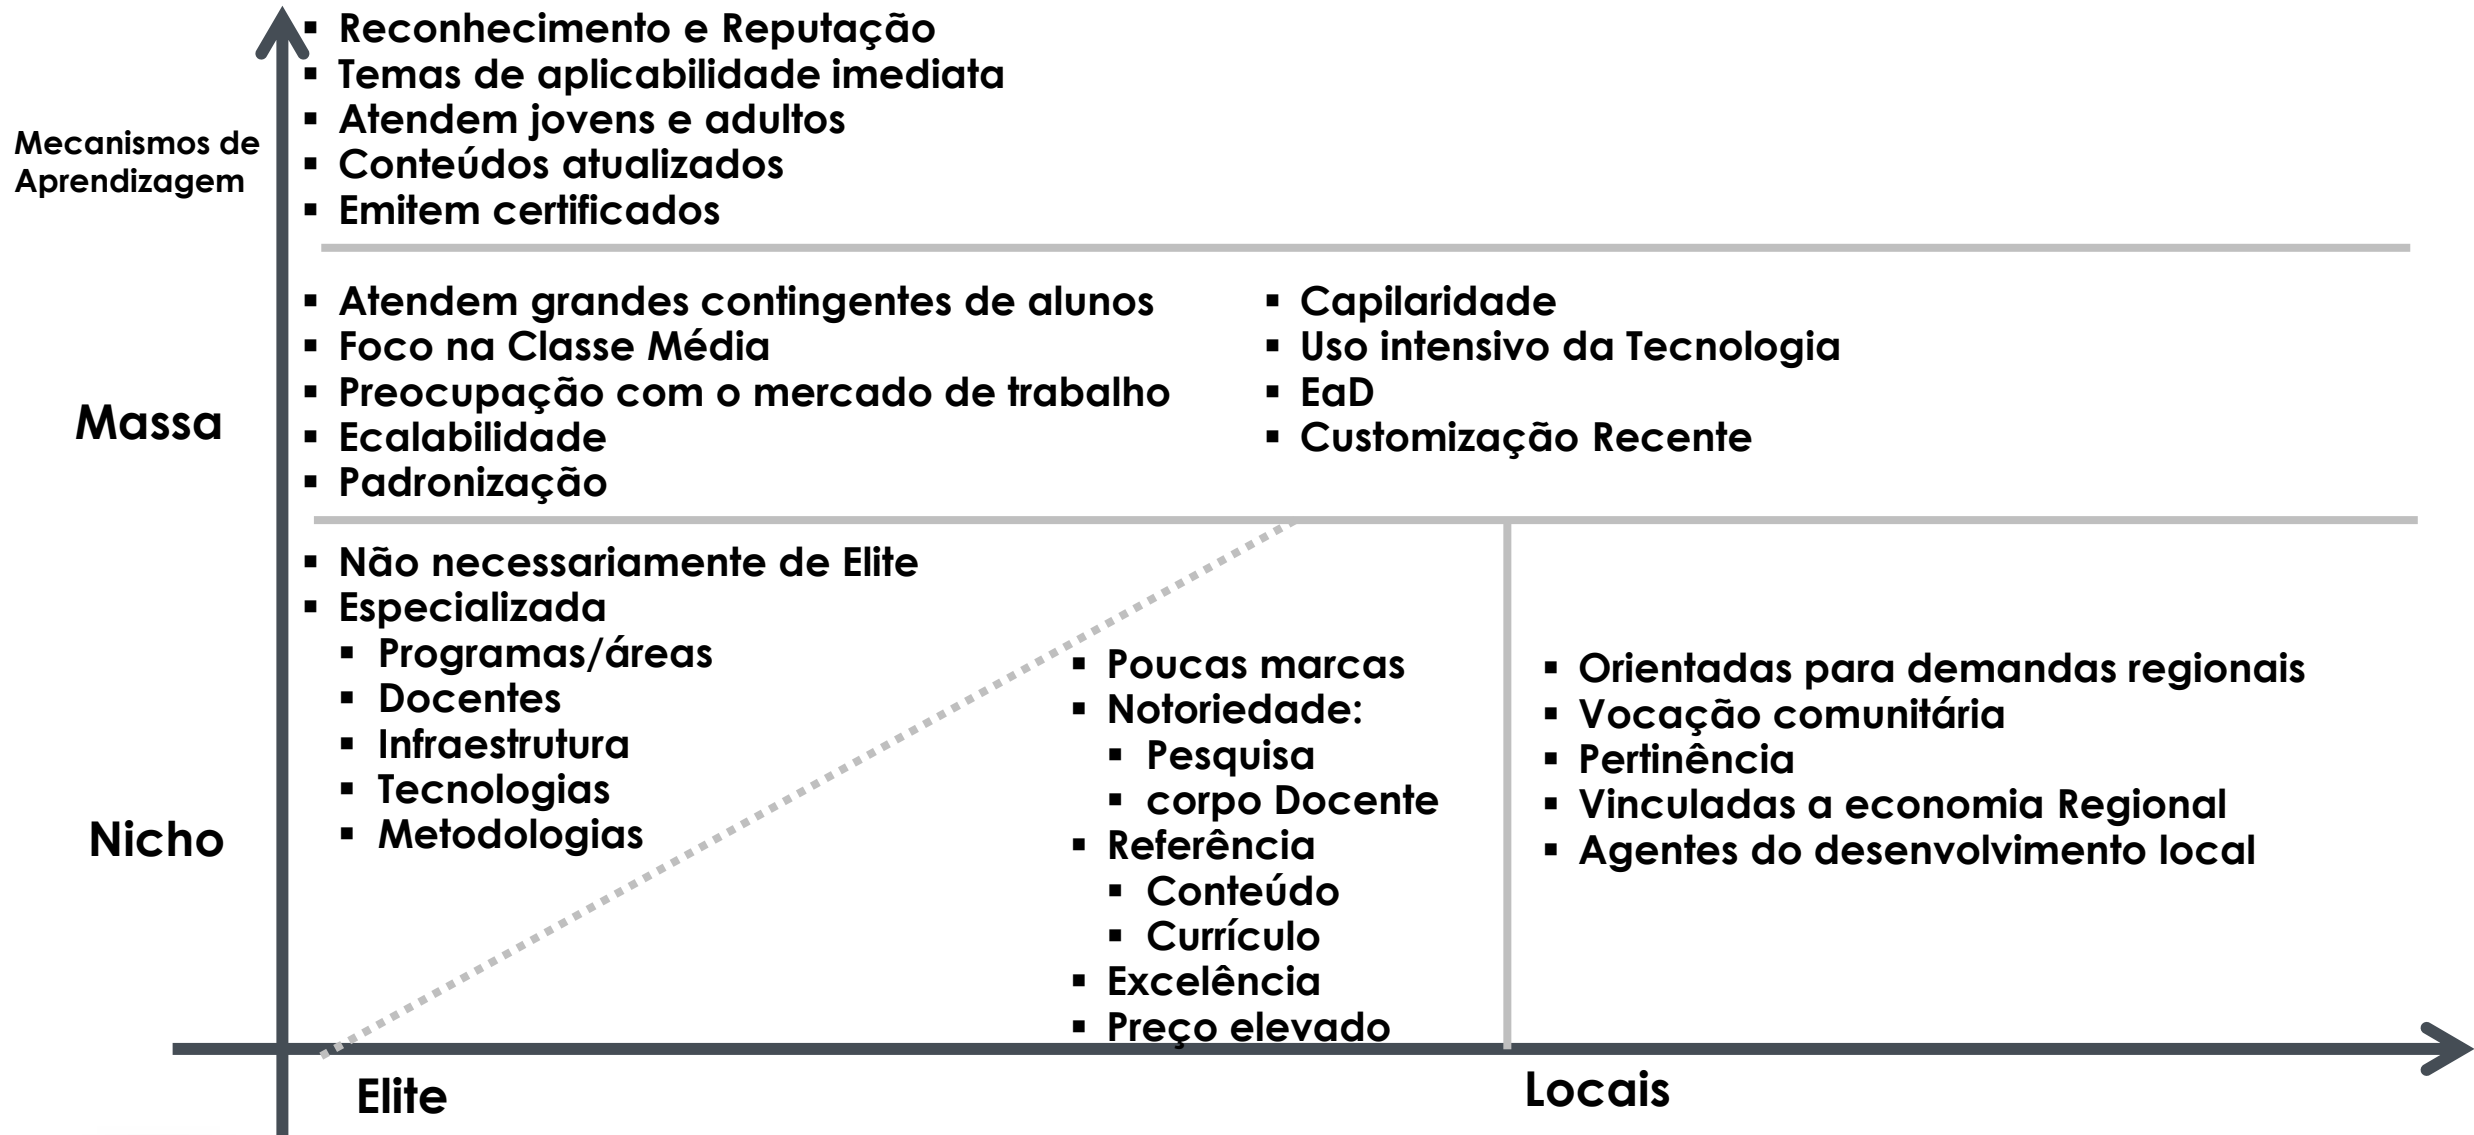 Mecanismos de
Aprendizagem
▪ Reconhecimento e Reputação
▪ Temas de aplicabilidade imediata
▪ Atendem jovens e adultos
▪ Conteúdos atualizados
▪ Emitem certificados
Massa
▪ Atendem grandes contingentes de alunos
▪ Foco na Classe Média
▪ Preocupação com o mercado de trabalho
▪ Ecalabilidade
▪ Padronização
▪ Capilaridade
▪ Uso intensivo da Tecnologia
▪ EaD
▪ Customização Recente
Nicho
▪ Não necessariamente de Elite
▪ Especializada
▪ Programas/áreas
▪ Docentes
▪ Infraestrutura
▪ Tecnologias
▪ Metodologias
▪ Poucas marcas
▪ Notoriedade:
▪ Pesquisa
▪ corpo Docente
▪ Referência
▪ Conteúdo
▪ Currículo
▪ Excelência
▪ Preço elevado
▪ Orientadas para demandas regionais
▪ Vocação comunitária
▪ Pertinência
▪ Vinculadas a economia Regional
▪ Agentes do desenvolvimento local
Elite
Locais